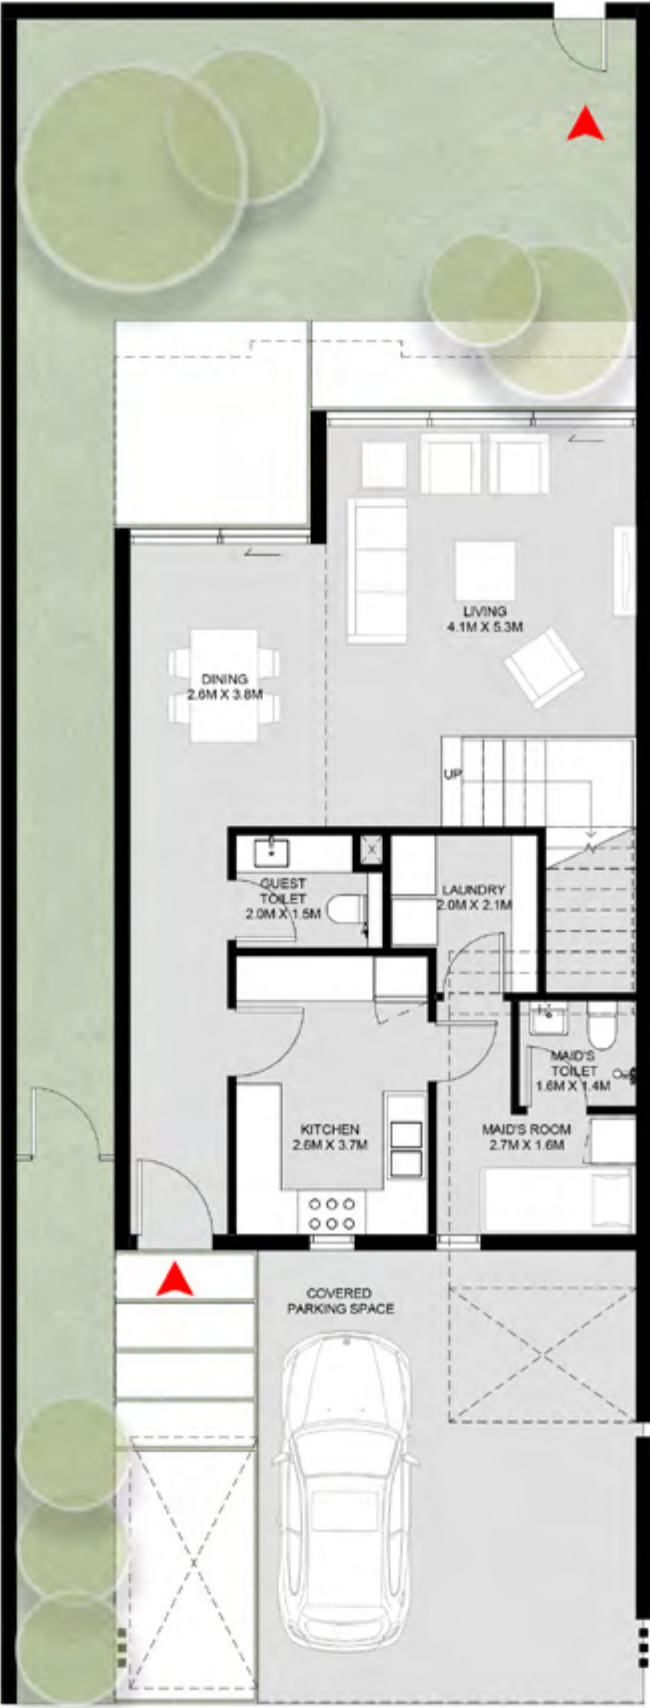 LIVING
4.1M X 5.3M
DINING
2.6M X 3.8M
UP
GUEST
TOILET
2.0M X 1.5M
X
LAUNDRY
2.0M X 2.1M
MAID'S
TOILET
1.6M X 1.4M
KITCHEN
2.6M X 3.7M
MAID'S ROOM
2.7M X 1.6M
COVERED
PARKING SPACE